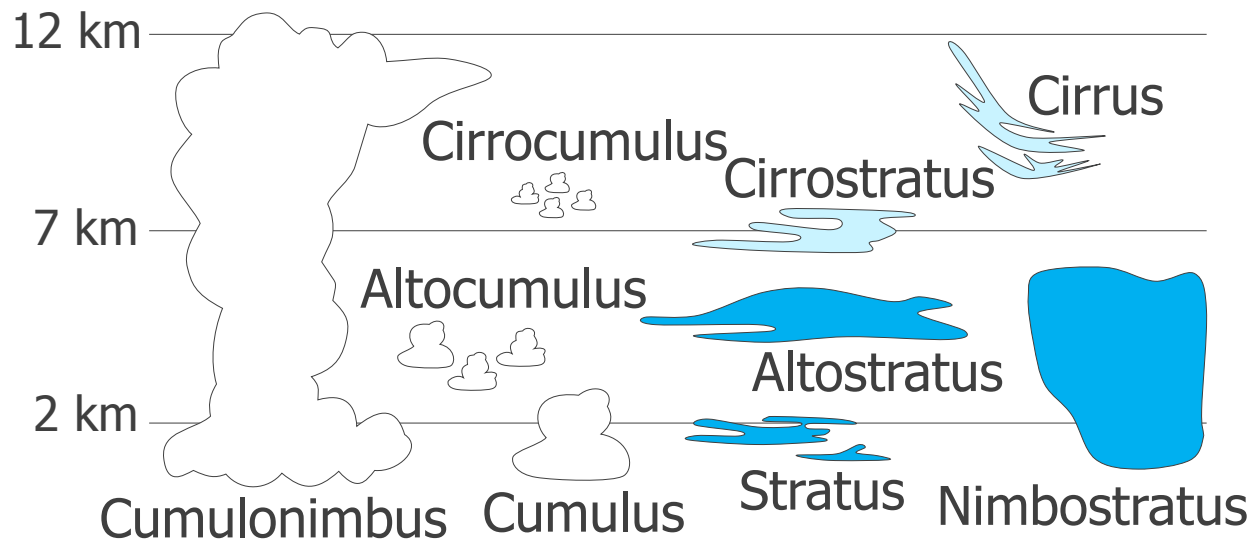 12 km
Cirrus
Cirrocumulus
Cirrostratus
7 km
Altocumulus
Altostratus
2 km
Stratus
Cumulonimbus
Cumulus
Nimbostratus